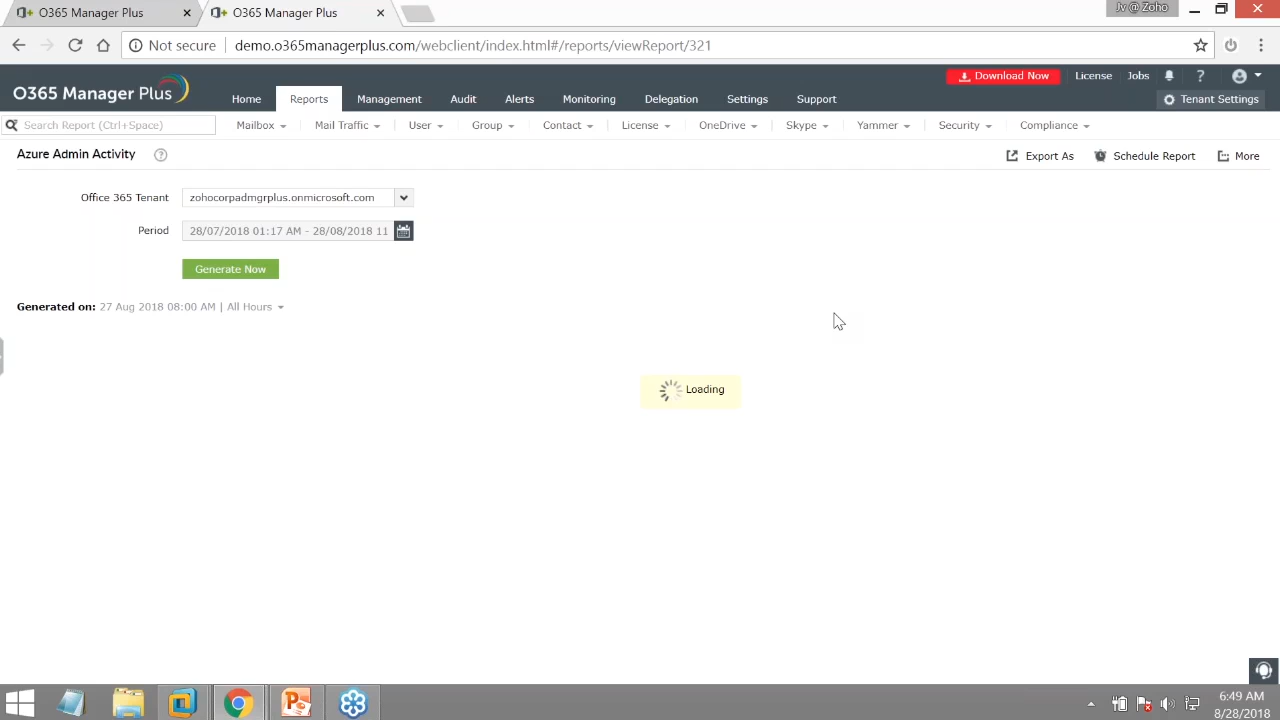 O365 Manager Plus
O365 Manager Plus
Jv @ Zoho
Not secure
demo.o365managerplus.com/webclient/index.html#/reports/viewReport/321
O365 Manager Plus
Download Now
License
Jobs
Home
Reports
Management
Audit
Alerts
Monitoring
Delegation
Settings
Support
Tenant Settings
Search Report (Ctrl+Space)
Mailbox
Mail Traffic
User
Group
Contact
License
OneDrive
Skype
Yammer
Security
Compliance
Azure Admin Activity
Export As
Schedule Report
More
Office 365 Tenant
zohocorpadmgrplus.onmicrosoft.com
Period
28/07/2018 01:17 AM - 28/08/2018 11
Generate Now
Generated on: 27 Aug 2018 08:00 AM | All Hours
Loading
6:49 AM
8/28/2018